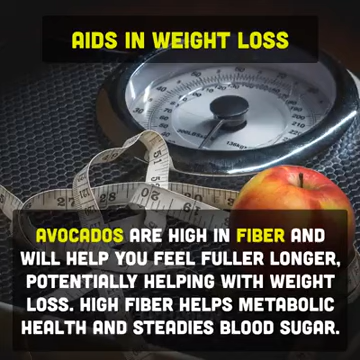 AIDS IN WEIGHT LOSS
AVOCADOS ARE HIGH IN FIBER AND
WILL HELP YOU FEEL FULLER LONGER,
POTENTIALLY HELPING WITH WEIGHT
LOSS. HIGH FIBER HELPS METABOLIC
HEALTH AND STEADIES BLOOD SUGAR.